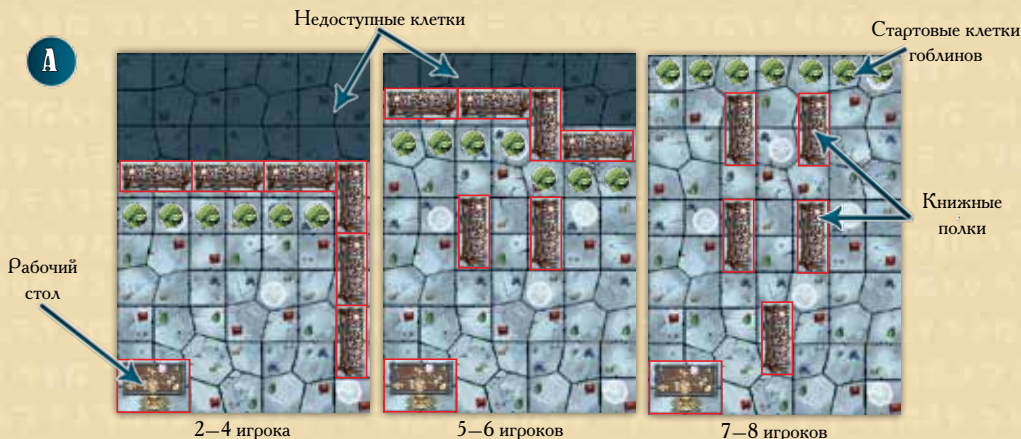 Недоступные клетки
Стартовые клетки
гоблинов
А
Книжные
полки
Рабочий
стол
2–4 игрока
5–6 игроков
7–8 игроков